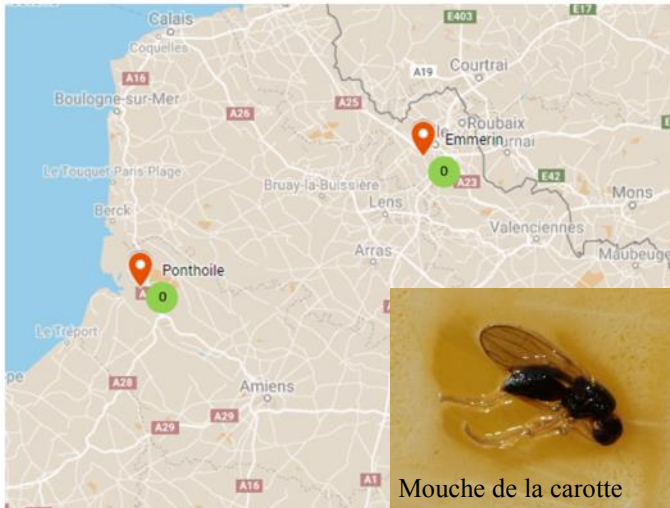 Calais
Coquelles
E403
E17
A16
A19
Courtrai
Boulogne-sur-Mer
A25
A26
Roubaix
Emmerin
0
A23
E42
Le Touquet-Paris-Plage
Bruay-la-Buissière
Mons
Berck
Lens
Valenciennes
Arras
Maubeuge
Ponthoile
0
Le Tréport
A28
Amiens
A29
A29
A16
A1
Mouche de la carotte